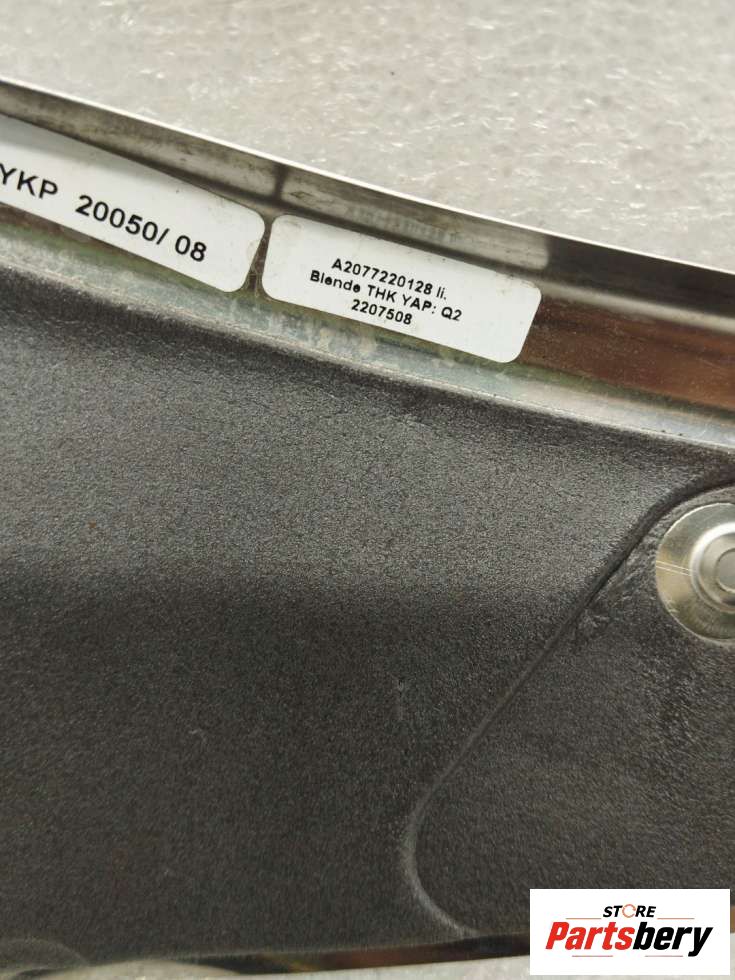 YKP 20050/ 08
A2077220128 li.
Blende THK YAP: Q2
2207508
STORE
Partsbery